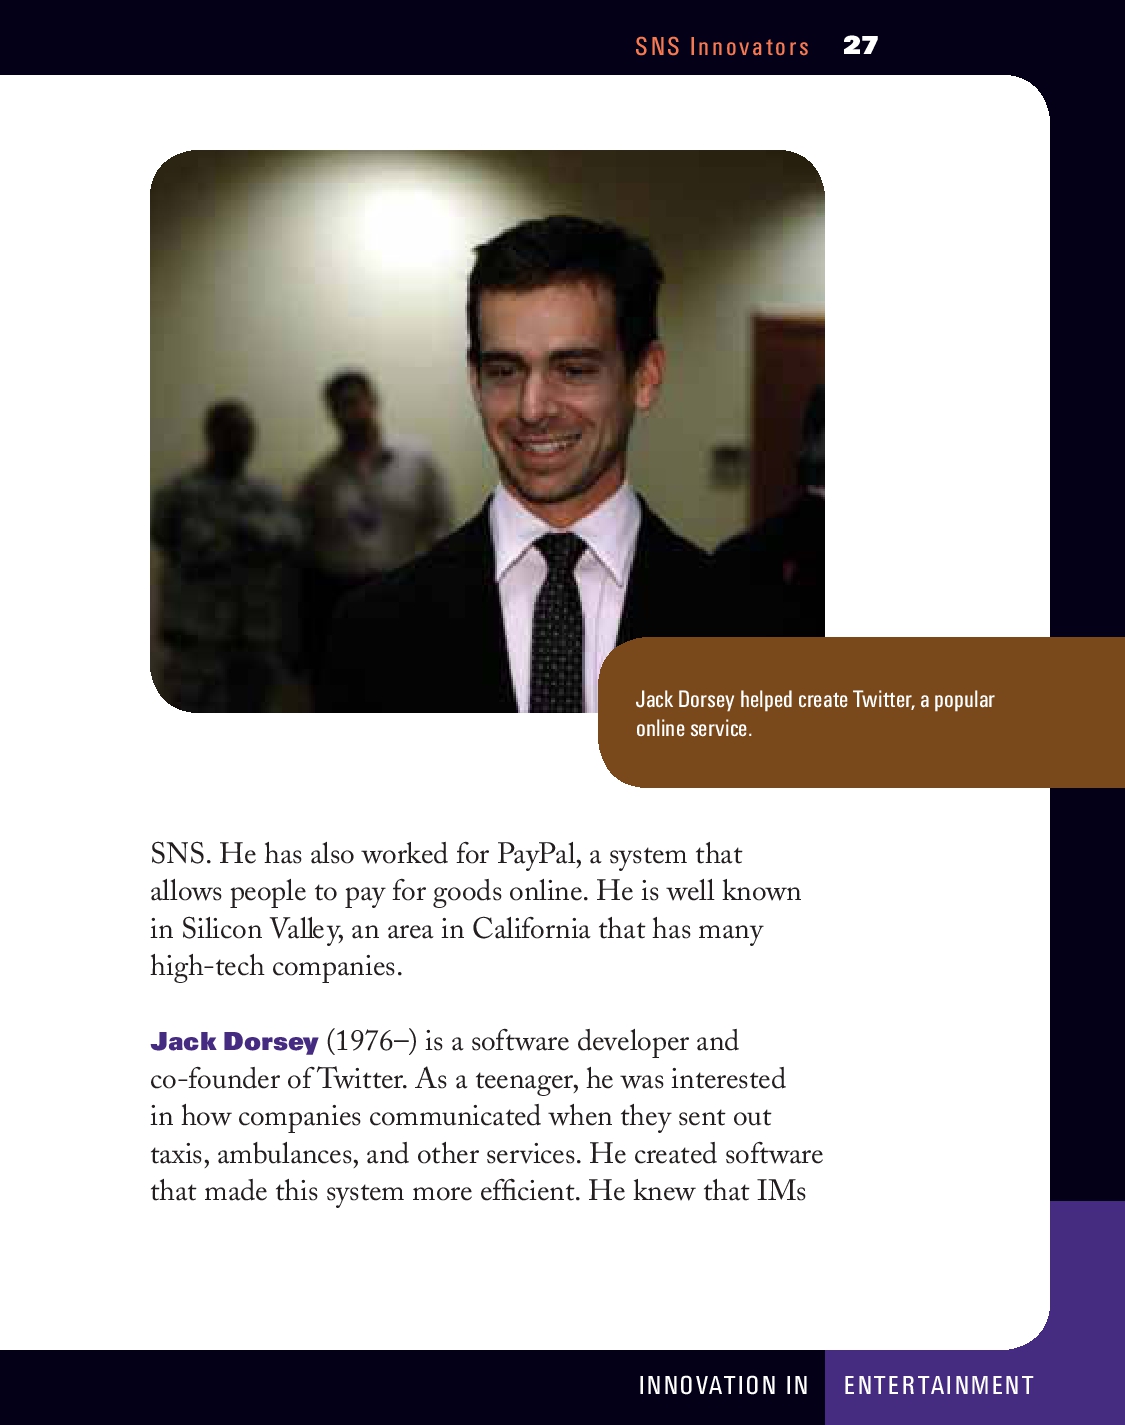 SNS Innovators 27
Jack Dorsey helped create Twitter, a popular
online service.
SNS. He has also worked for PayPal, a system that
allows people to pay for goods online. He is well known
in Silicon Valley, an area in California that has many
high-tech companies.
Jack Dorsey (1976–) is a software developer and
co-founder of Twitter. As a teenager, he was interested
in how companies communicated when they sent out
taxis, ambulances, and other services. He created software
that made this system more efficient. He knew that IMs
INNOVATION IN ENTERTAINMENT